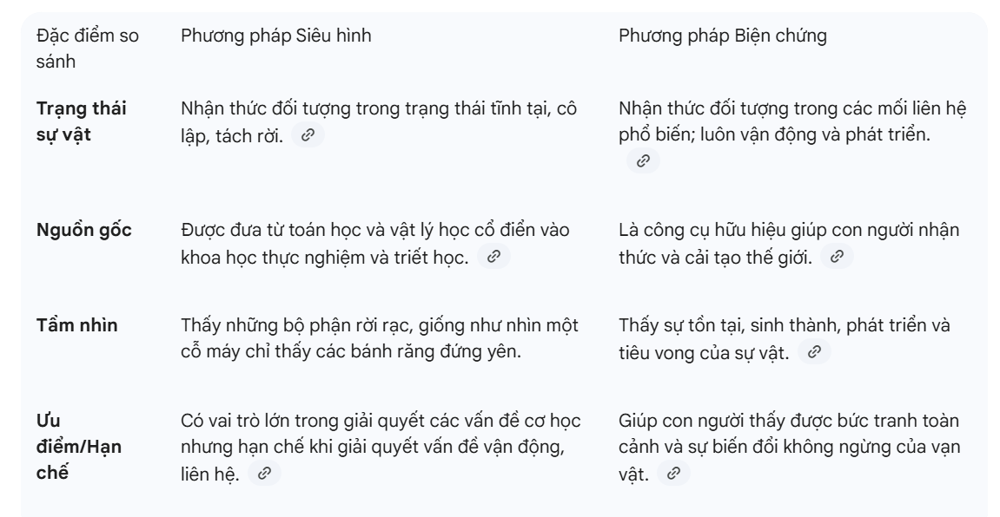 Đặc điểm so sánh
Phương pháp Siêu hình
Phương pháp Biện chứng
Trạng thái sự vật
Nhận thức đối tượng trong trạng thái tĩnh tại, cô
lập, tách rời.
Nhận thức đối tượng trong các mối liên hệ
phổ biến; luôn vận động và phát triển.
Nguồn gốc
Được đưa từ toán học và vật lý học cổ điển vào
khoa học thực nghiệm và triết học.
Là công cụ hữu hiệu giúp con người nhận
thức và cải tạo thế giới.
Tầm nhìn
Thấy những bộ phận rời rạc, giống như nhìn một
cỗ máy chỉ thấy các bánh răng đứng yên.
Thấy sự tồn tại, sinh thành, phát triển và
tiêu vong của sự vật.
Ưu
điểm/Hạn
chế
Có vai trò lớn trong giải quyết các vấn đề cơ học
nhưng hạn chế khi giải quyết vấn đề vận động,
liên hệ.
Giúp con người thấy được bức tranh toàn
cảnh và sự biến đổi không ngừng của vạn
vật.